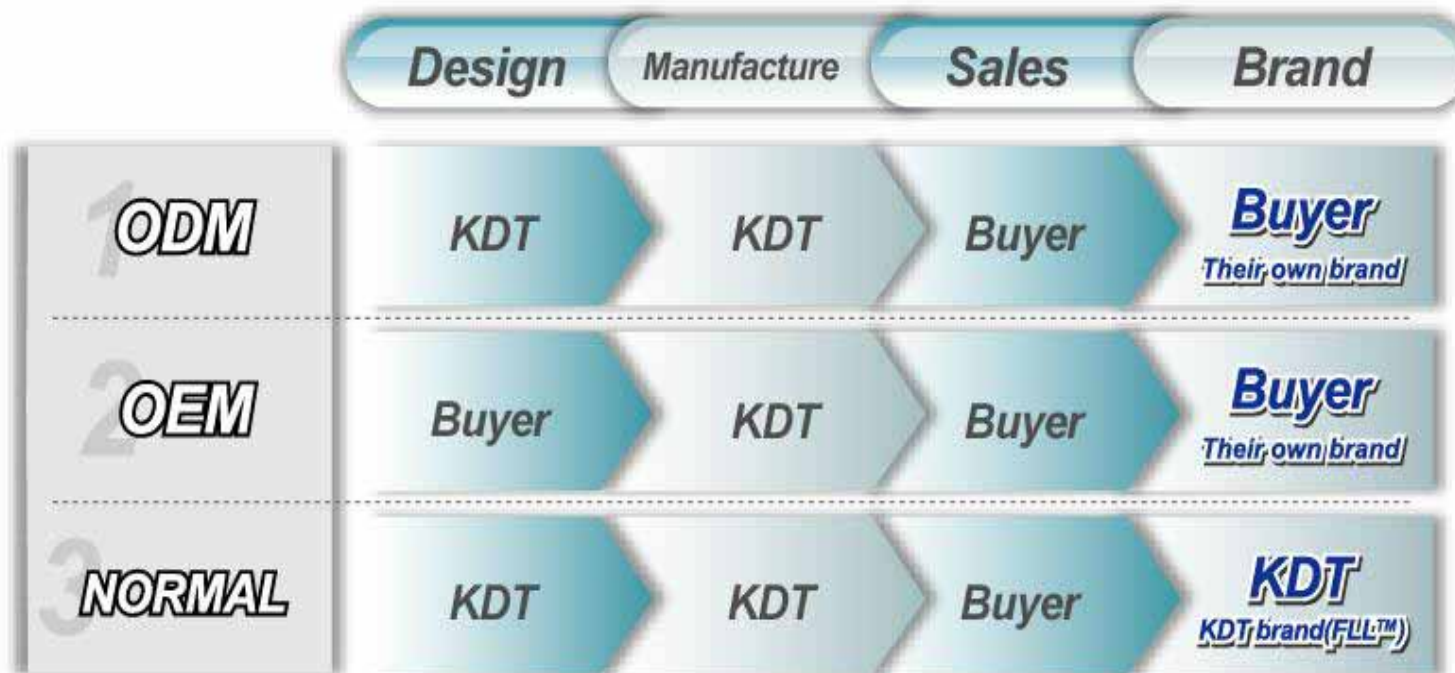 Design Manufacture Sales Brand
1 ODM KDT KDT Buyer Buyer
Their own brand
2 OEM Buyer KDT Buyer Buyer
Their own brand
3 NORMAL KDT KDT Buyer KDT
KDT brand(FLL™)